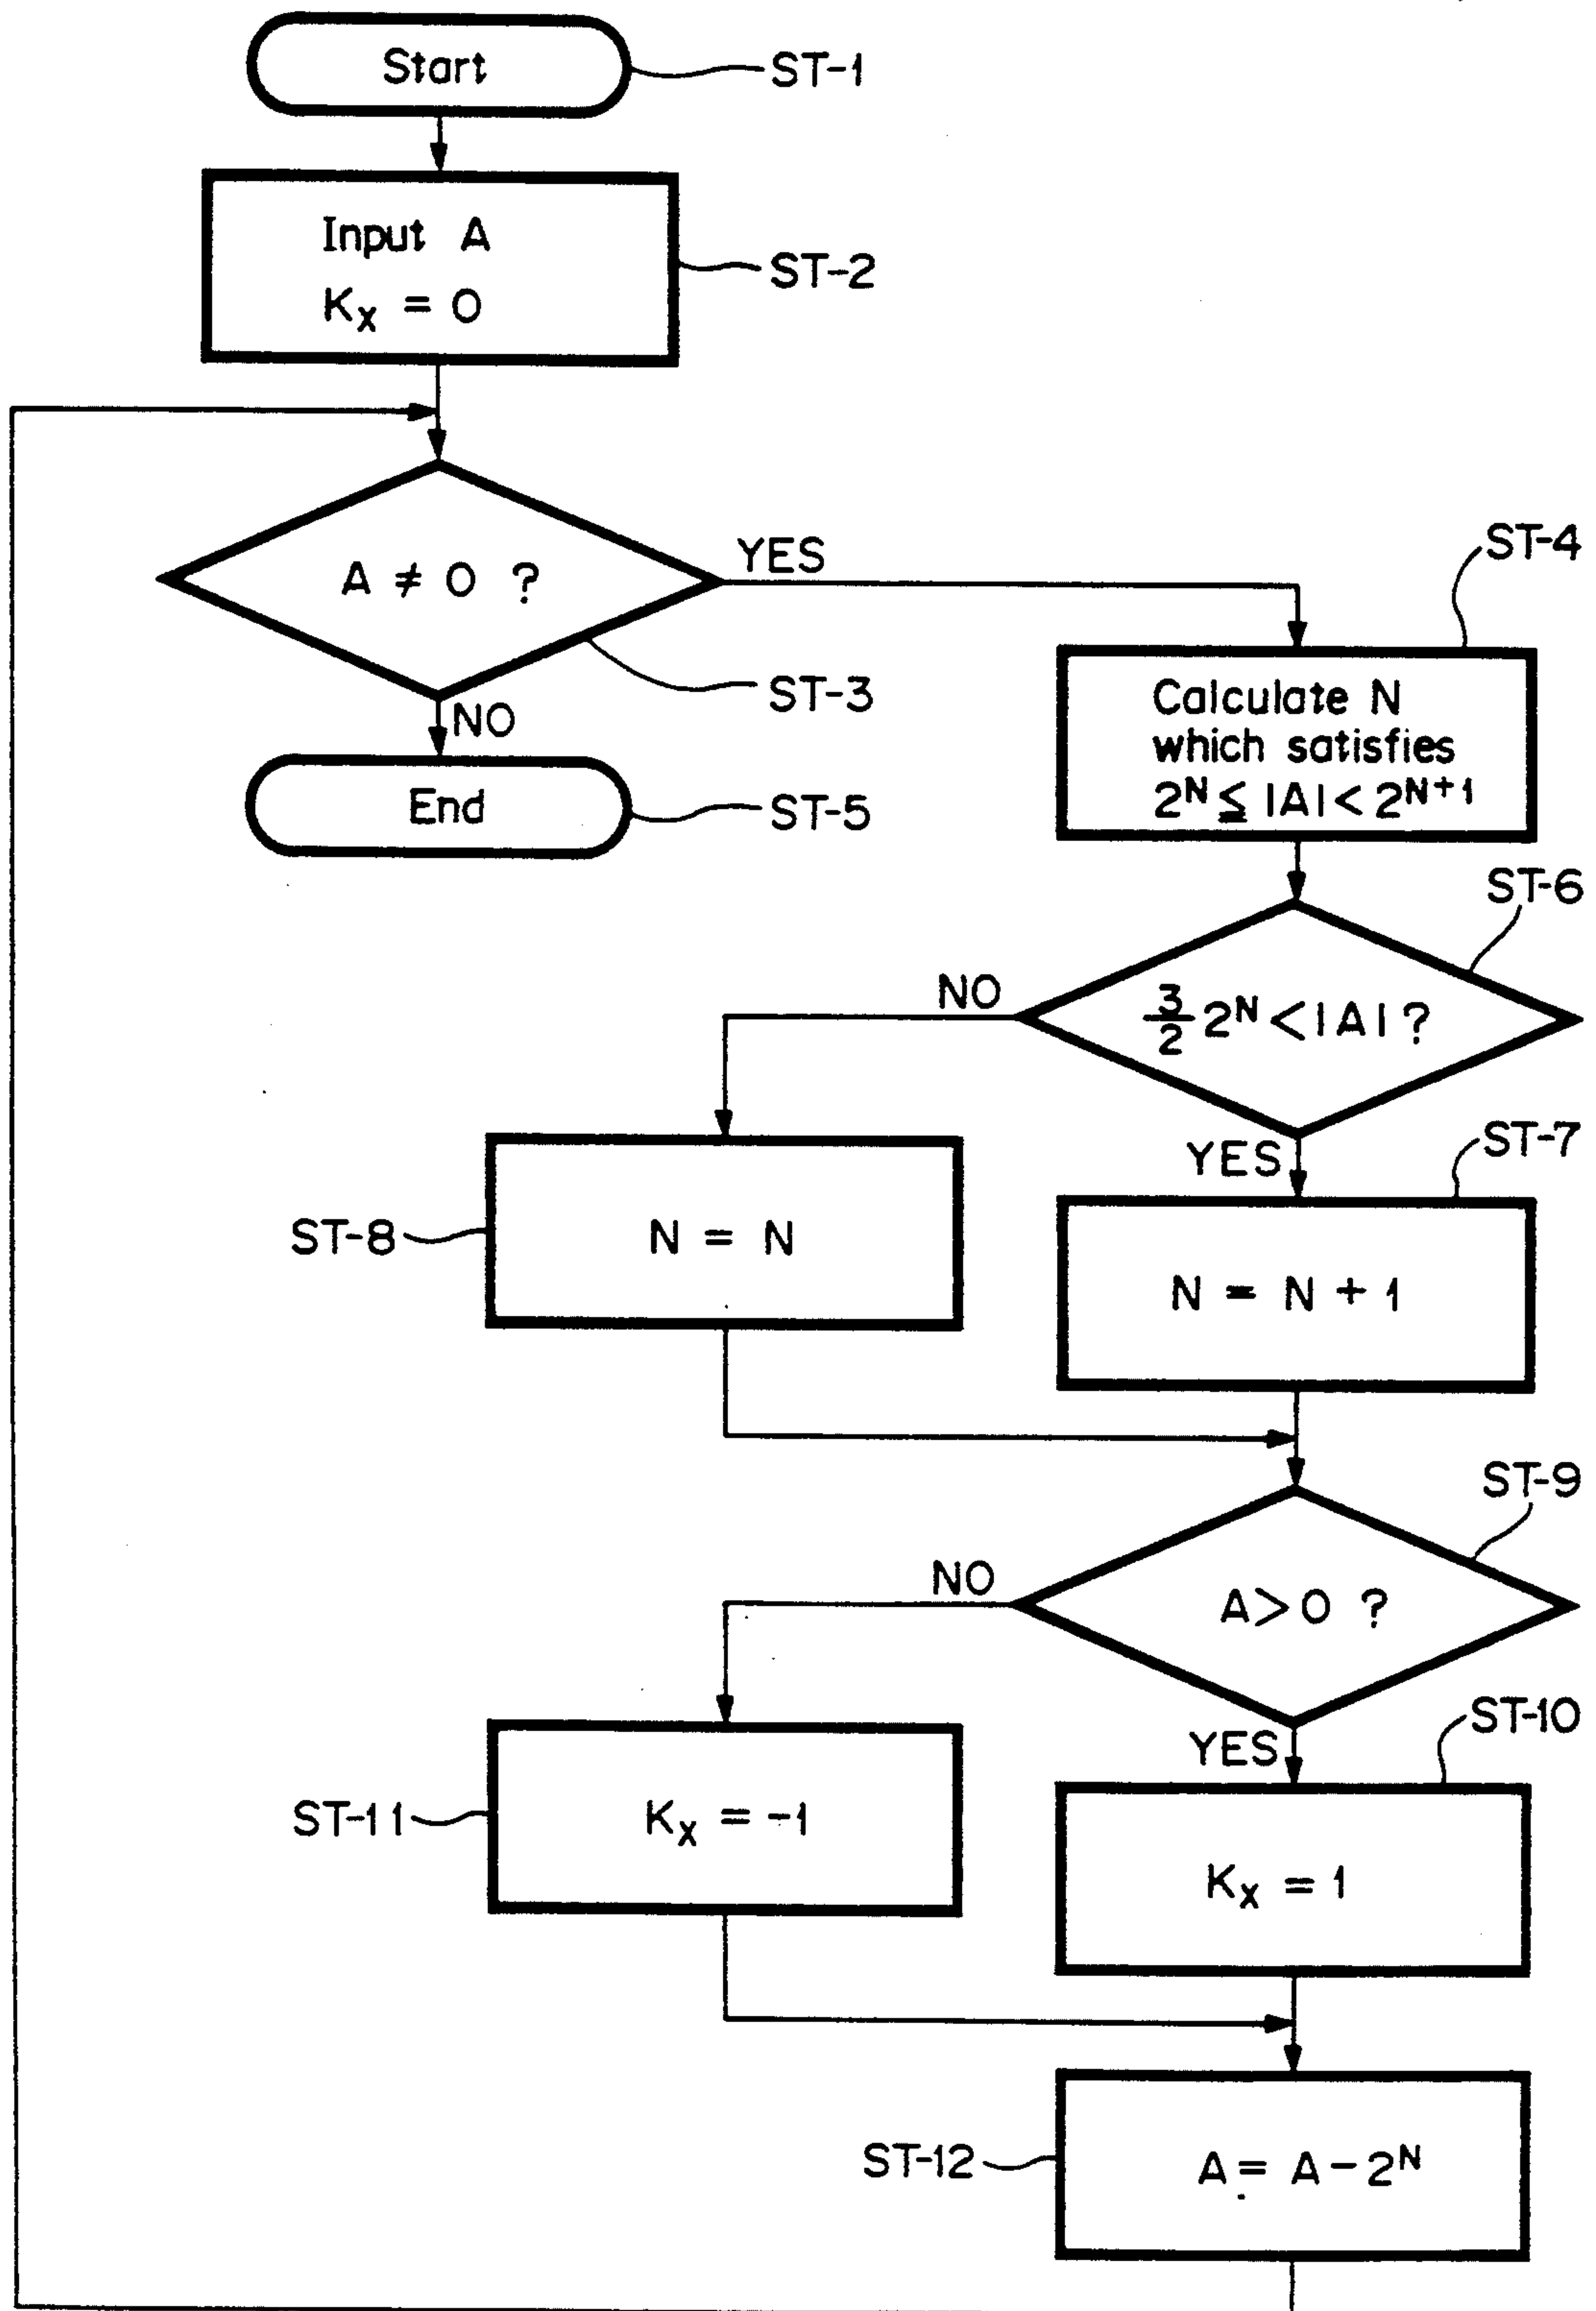 Start
ST-1
Input A
Kx = 0
ST-2
A ≠ 0 ?
YES
ST-3
NO
End
ST-5
ST-4
Calculate N
which satisfies
2^N ≦ |A| < 2^N+1
ST-6
NO
3/2 2^N < |A| ?
YES
ST-7
ST-8
N = N
N = N + 1
ST-9
NO
A > 0 ?
YES
ST-10
ST-11
Kx = -1
Kx = 1
ST-12
A = A - 2^N